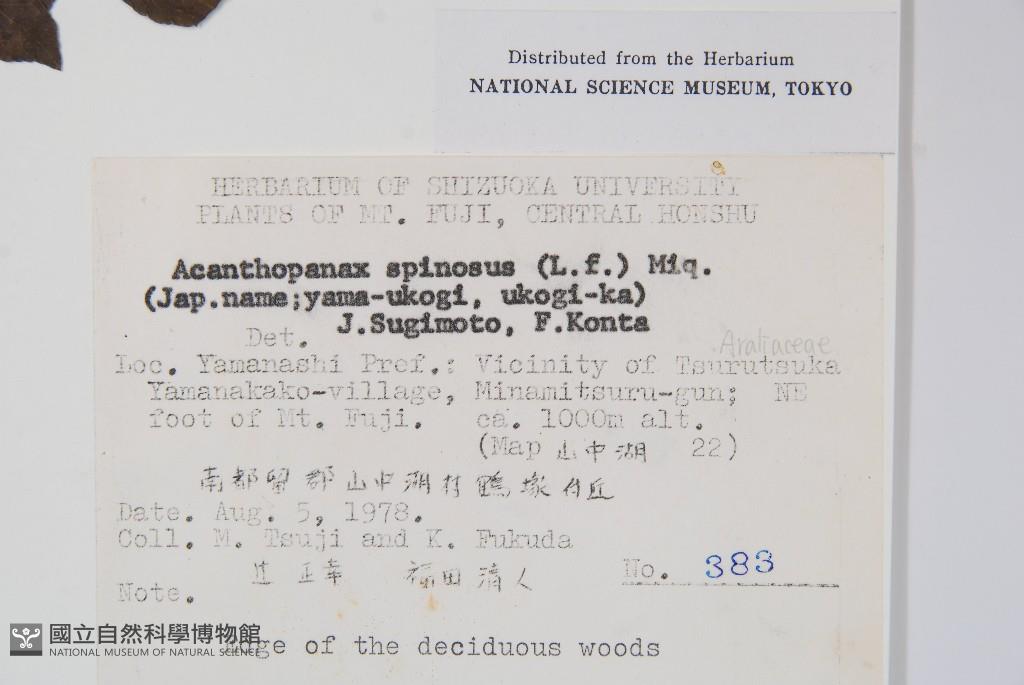 Distributed from the Herbarium
NATIONAL SCIENCE MUSEUM, TOKYO
HERBARIUM OF SHIZUOKA UNIVERSITY
PLANTS OF MT. FUJI, CENTRAL HONSHU
Acanthopanax spinosus (L.f.) Miq.
(Jap.name;yama-ukogi, ukogi-ka)
J.Sugimoto, F.Konta
Det.
Araliaceae
Loc. Yamanashi Pref.: Vicinity of Tsurutsuka
Yamanakako-village, Minamitsuru-gun; NE
foot of Mt. Fuji. ca. 1000m alt.
(Map 山中湖 22)
南都留郡山中湖村鶴塚付近
Date. Aug. 5, 1978.
Coll. M. Tsuji and K. Fukuda
辻 正幸 福田 清人
No. 383
Note.
Edge of the deciduous woods
國立自然科學博物館
NATIONAL MUSEUM OF NATURAL SCIENCE